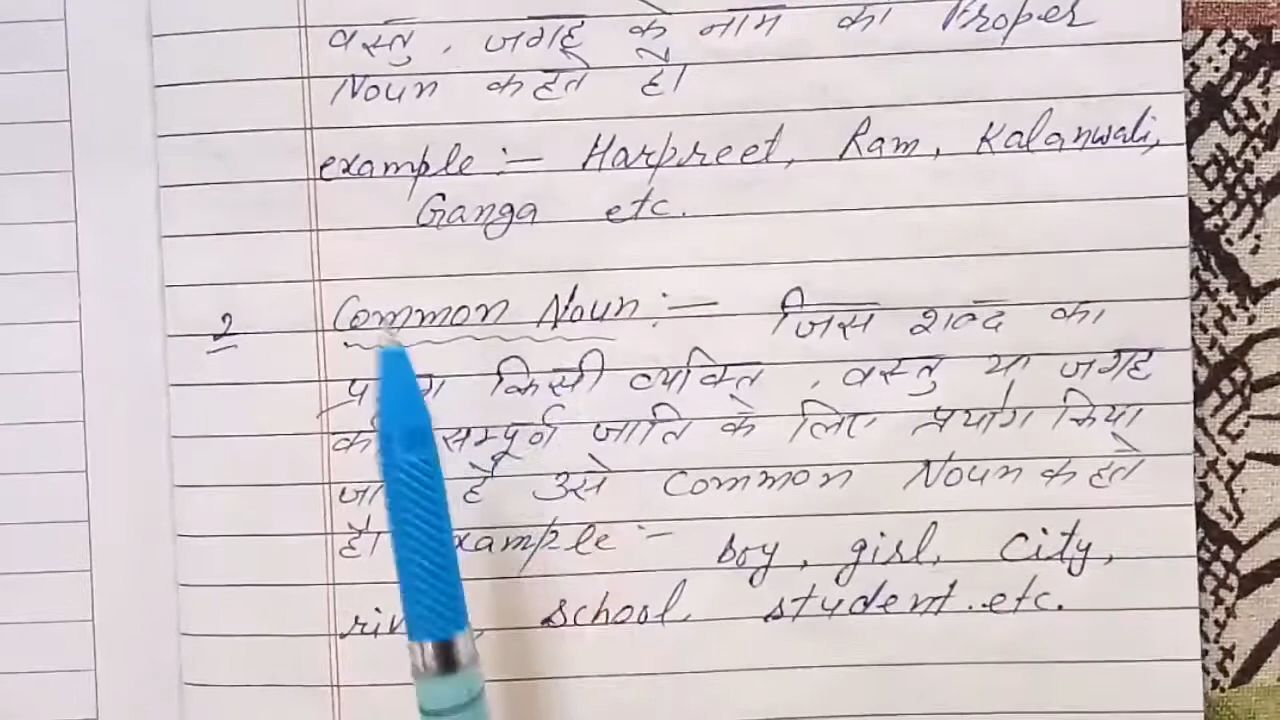 वस्तु, जगह के नाम को Proper
Noun कहते है।
example :- Harpreet, Ram, Kalanwali,
Ganga etc.
2 Common Noun :- जिस शब्द का
किसी व्यक्ति, वस्तु या जगह
सम्पूर्ण जाति के लिए प्रयोग किया
है उसे Common Noun कहते
है। :- boy, girl, city,
school, student etc.